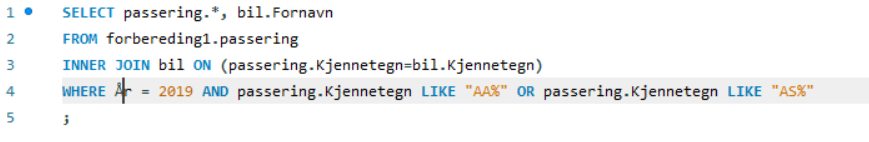 1 SELECT passering.*, bil.Fornavn
2 FROM forbereding1.passering
3 INNER JOIN bil ON (passering.Kjennetegn=bil.Kjennetegn)
4 WHERE År = 2019 AND passering.Kjennetegn LIKE "AA%" OR passering.Kjennetegn LIKE "AS%"
5 ;